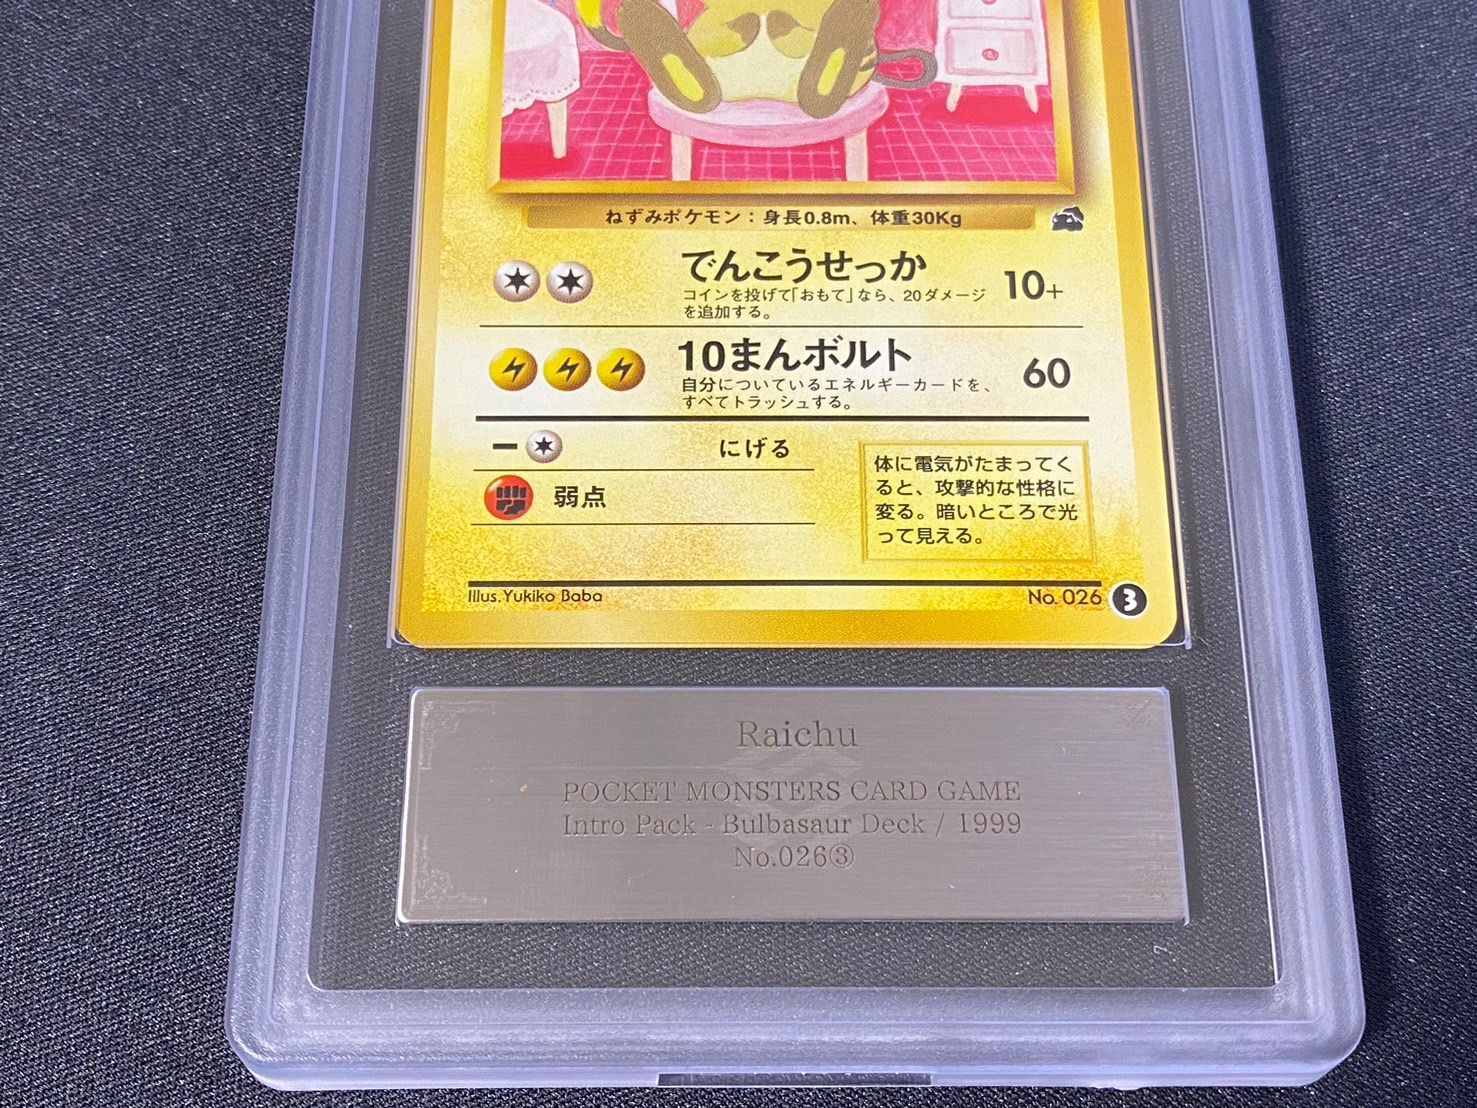 ねずみポケモン：身長0.8m、体重30Kg
でんこうせっか 10+
コインを投げて「おもて」なら、20ダメージ
を追加する。
10まんボルト 60
自分についているエネルギーカードを、
すべてトラッシュする。
ー にげる
弱点
体に電気がたまってく
ると、攻撃的な性格に
変る。暗いところで光
って見える。
Illus.Yukiko Baba No. 026 3
Raichu
POCKET MONSTERS CARD GAME
Intro Pack - Bulbasaur Deck / 1999
No.026③